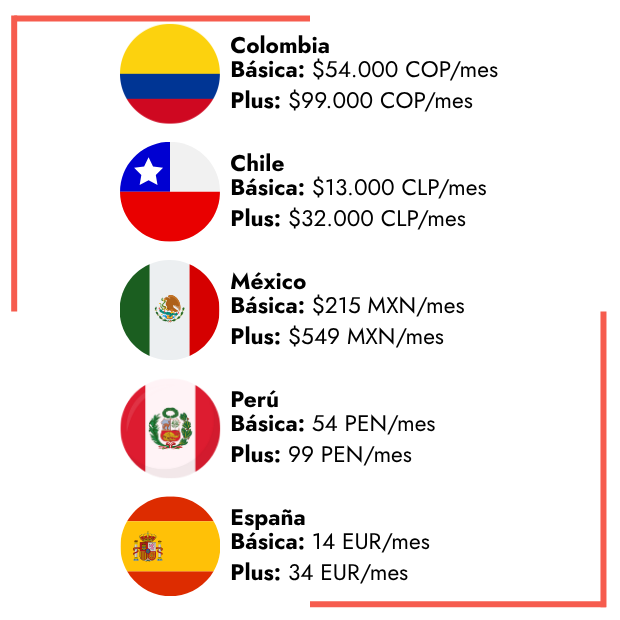 Colombia
Básica: $54.000 COP/mes
Plus: $99.000 COP/mes
Chile
Básica: $13.000 CLP/mes
Plus: $32.000 CLP/mes
México
Básica: $215 MXN/mes
Plus: $549 MXN/mes
Perú
Básica: 54 PEN/mes
Plus: 99 PEN/mes
España
Básica: 14 EUR/mes
Plus: 34 EUR/mes